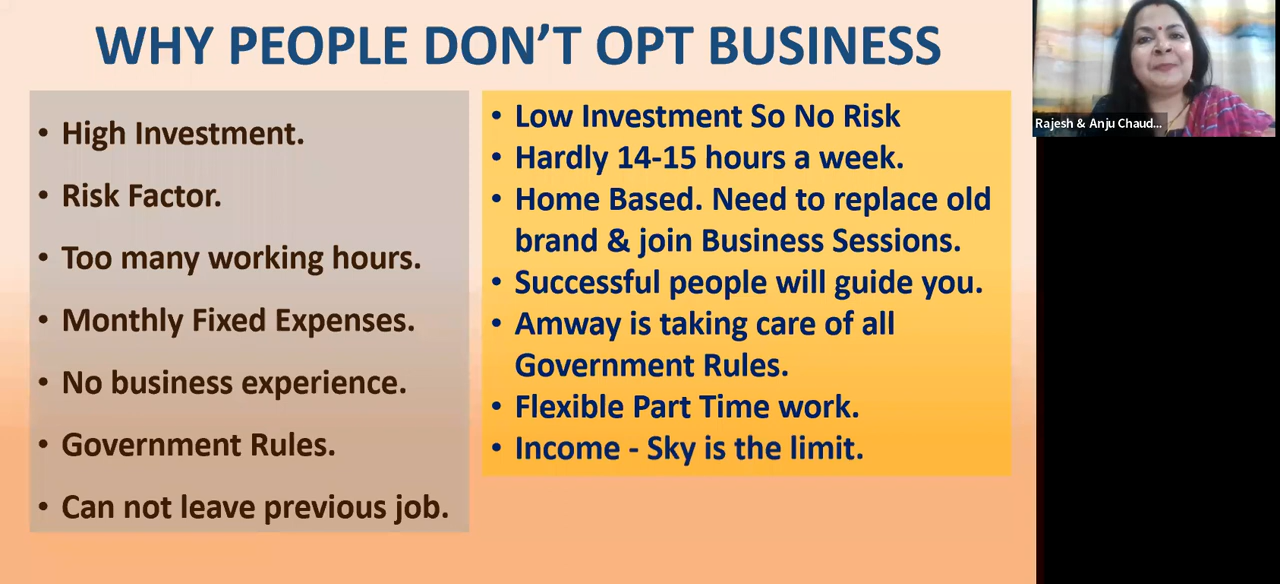 WHY PEOPLE DON'T OPT BUSINESS
• High Investment.
• Risk Factor.
• Too many working hours.
• Monthly Fixed Expenses.
• No business experience.
• Government Rules.
• Can not leave previous job.
• Low Investment So No Risk
• Hardly 14-15 hours a week.
• Home Based. Need to replace old
brand & join Business Sessions.
• Successful people will guide you.
• Amway is taking care of all
Government Rules.
• Flexible Part Time work.
• Income - Sky is the limit.
Rajesh & Anju Chaud...